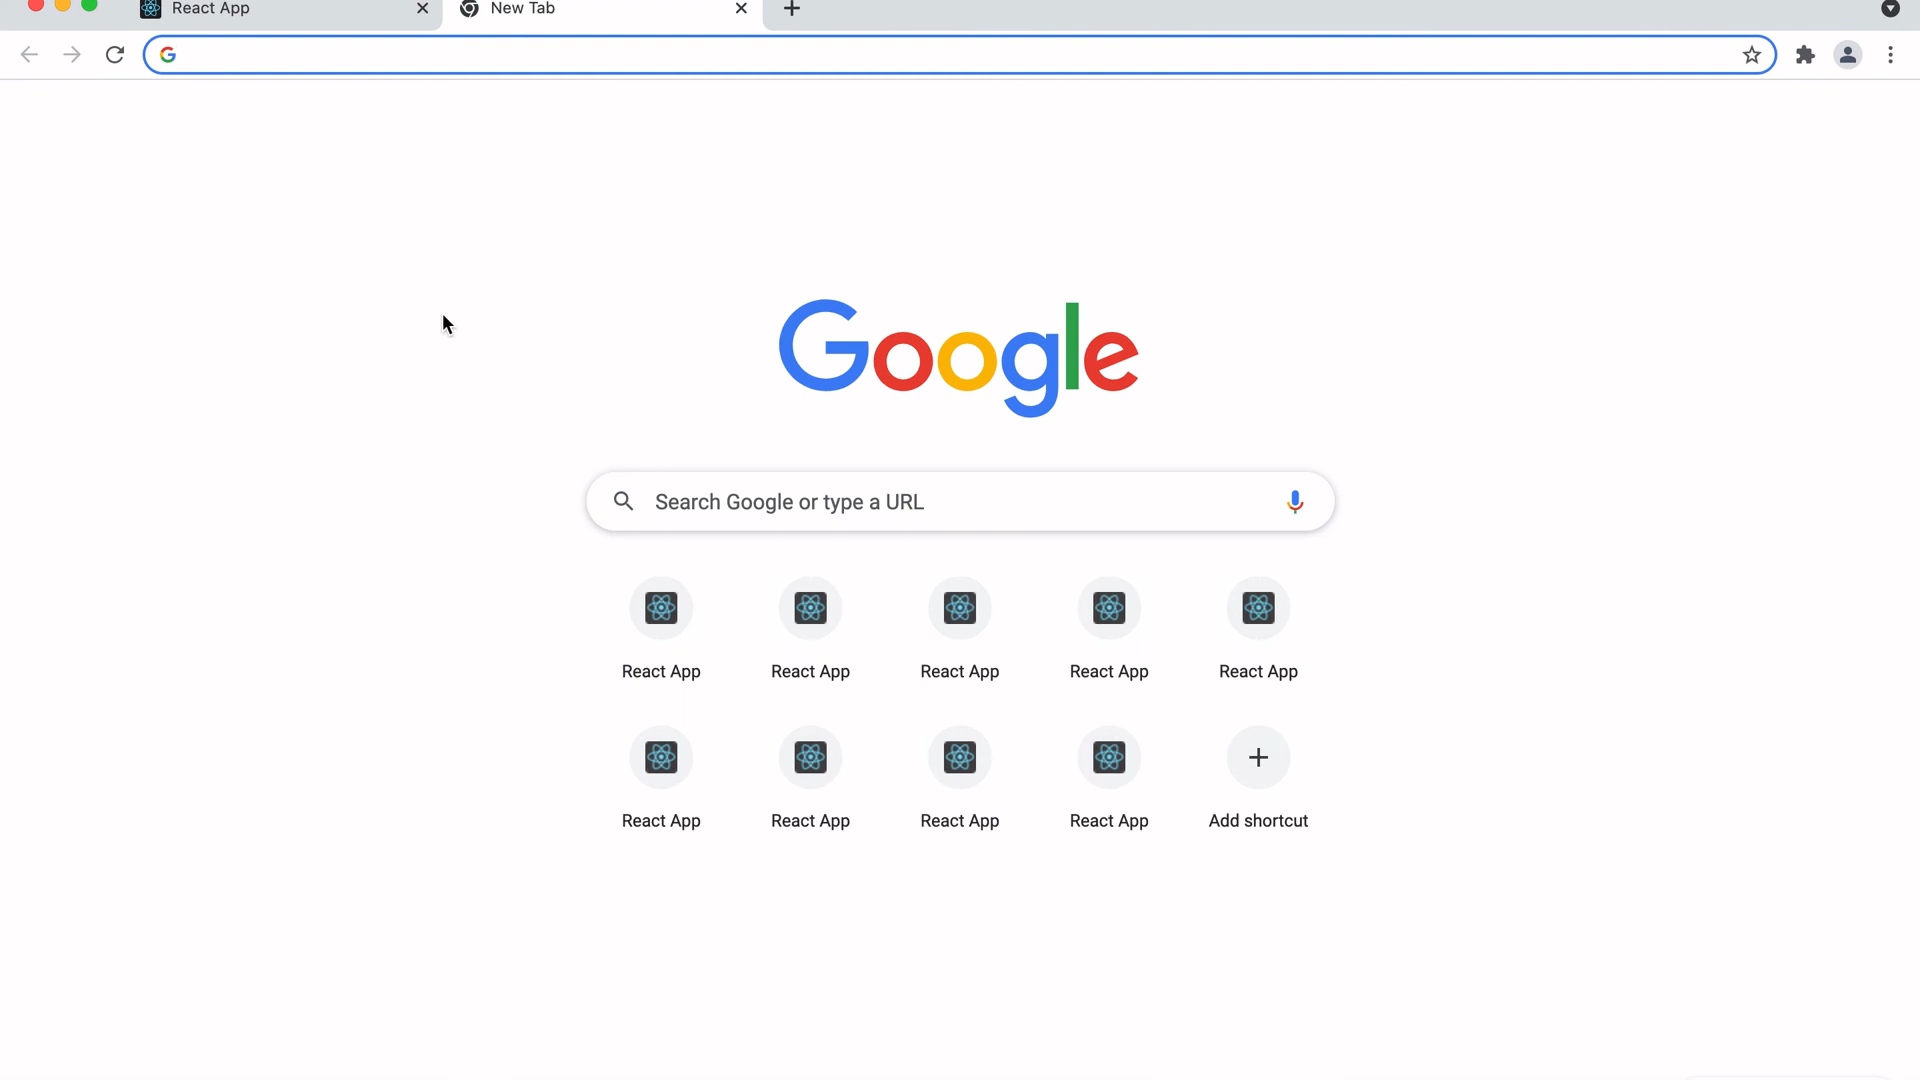 React App
New Tab
Google
Search Google or type a URL
React App React App React App React App React App
React App React App React App React App Add shortcut